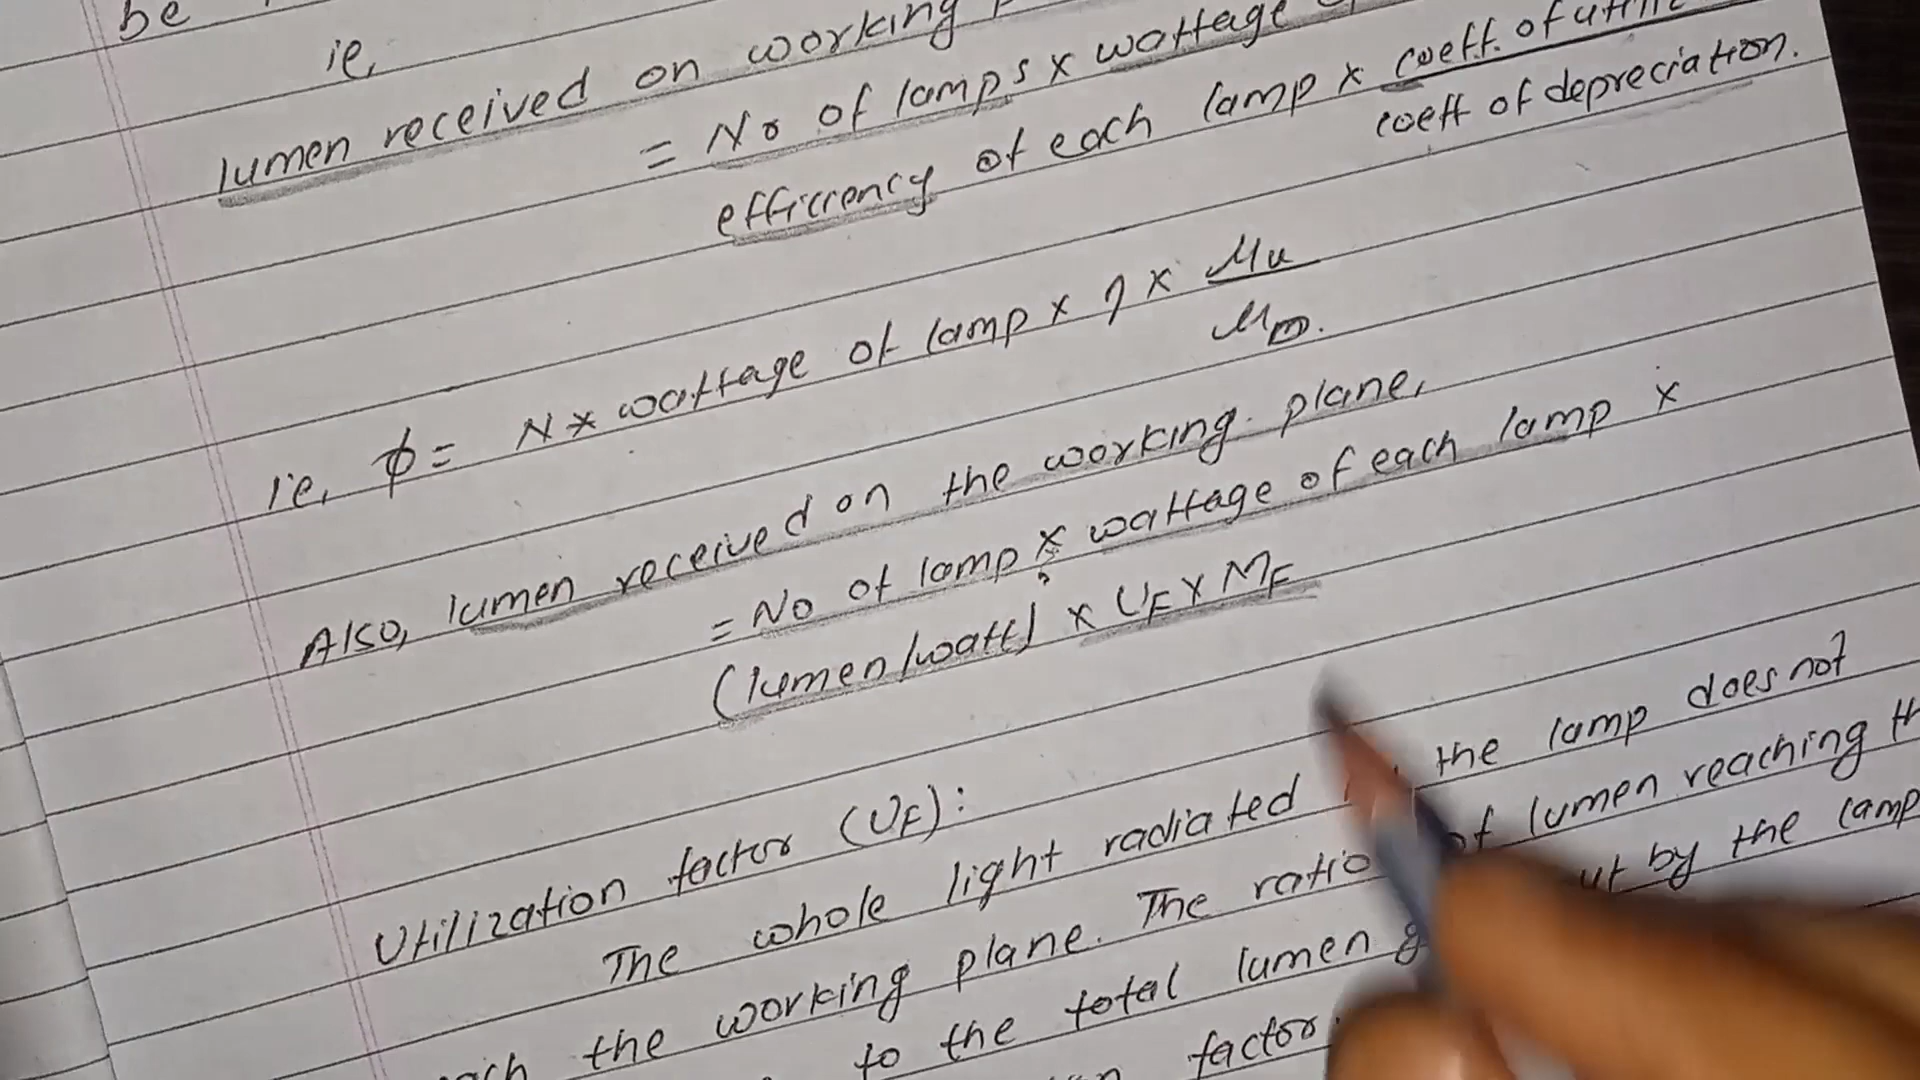 be
ie,
lumen received on working
= No of lamps x wattage
efficiency of each lamp x coeff. of
coeff of depreciation.
ie, ϕ = N x wattage of lamp x η x μu
μD.
Also, lumen received on the working plane,
= No of lamp x wattage of each lamp x
(lumen/watt) x UF x MF
Utilization factor (UF):
The whole light radiated the lamp does not
the working plane. The ratio of lumen reaching
to the total lumen by the lamp
factor.